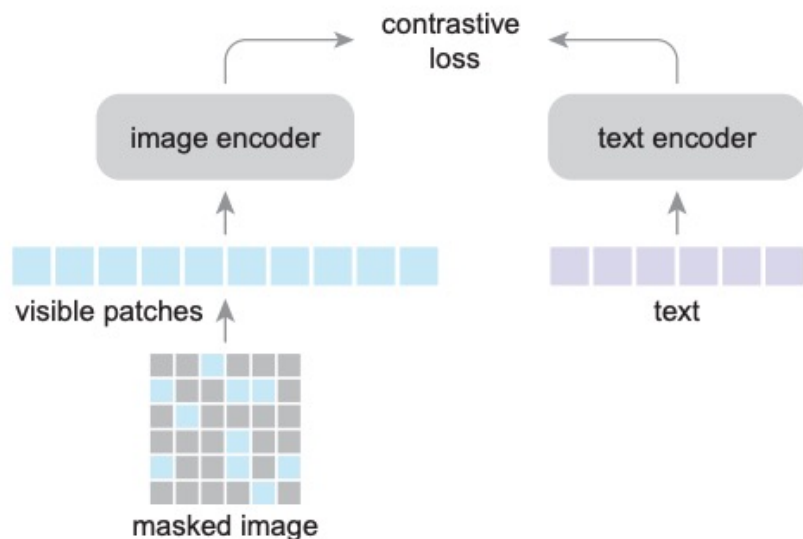 contrastive
loss
image encoder
text encoder
visible patches
text
masked image